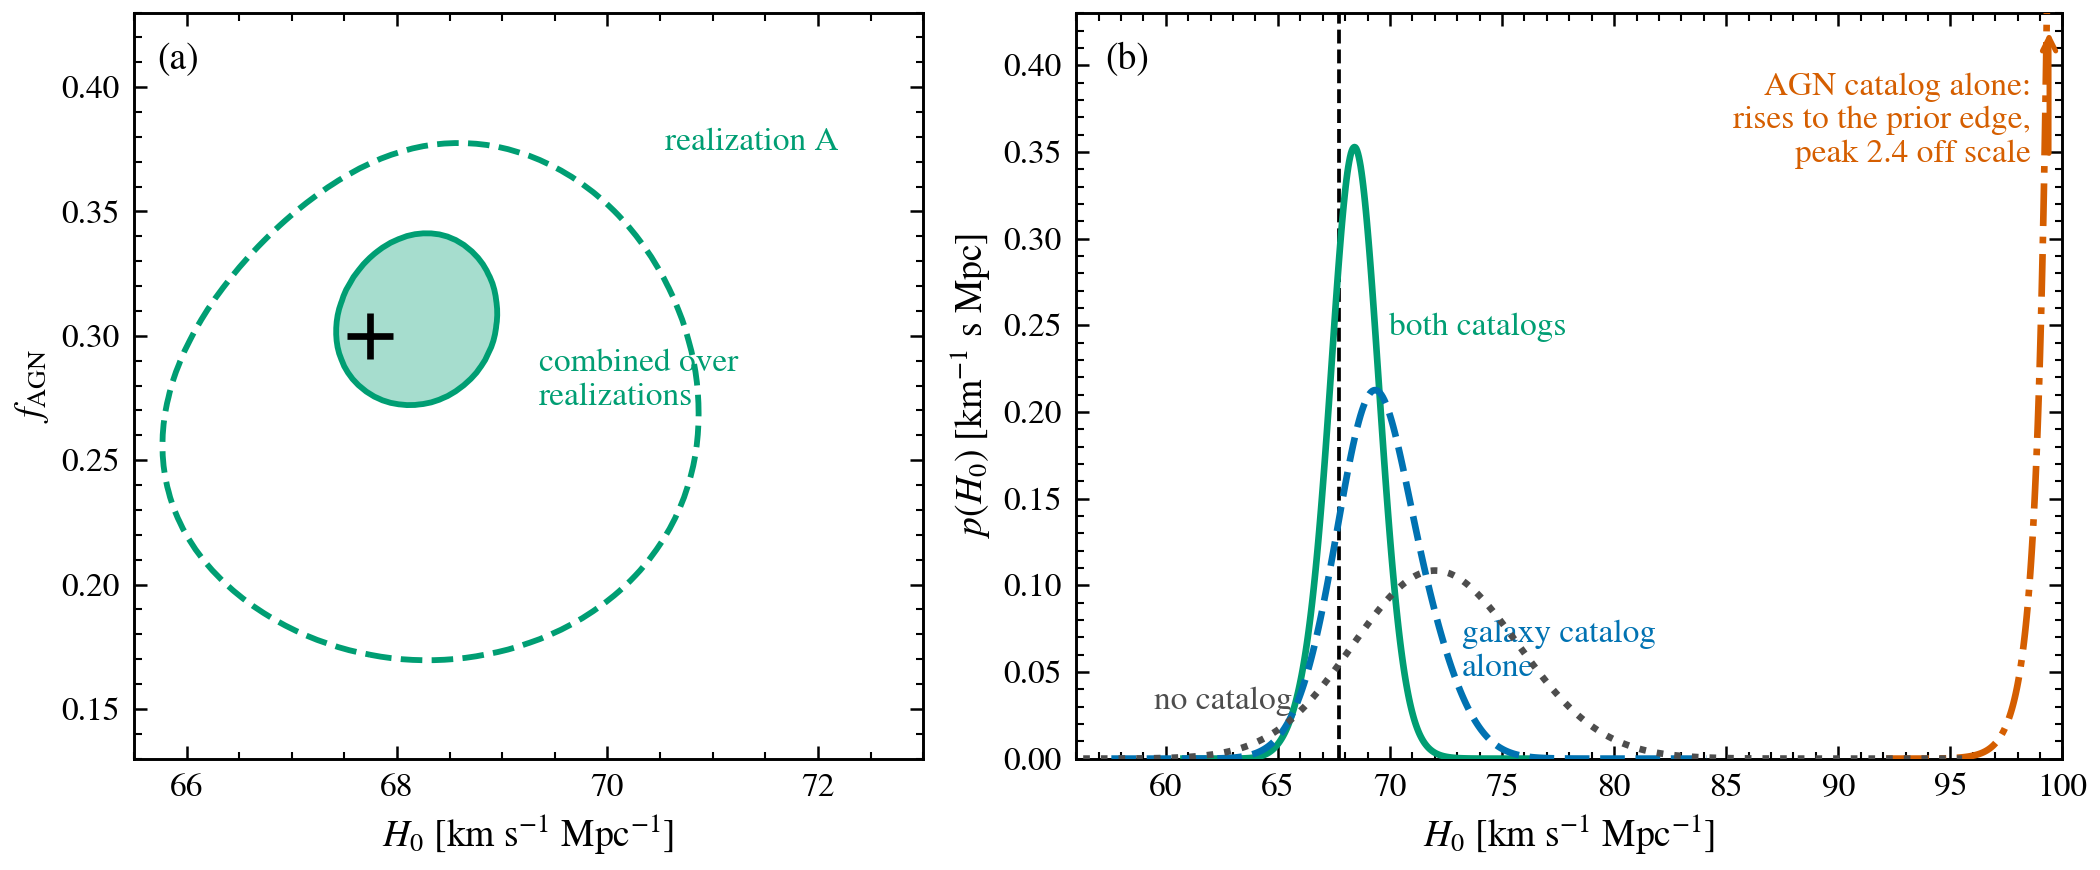 (a)
realization A
combined over
realizations
0.40
0.35
0.30
0.25
0.20
0.15
f_AGN
66 68 70 72
H₀ [km s⁻¹ Mpc⁻¹]
(b)
AGN catalog alone:
rises to the prior edge,
peak 2.4 off scale
both catalogs
galaxy catalog
alone
no catalog
0.40
0.35
0.30
0.25
0.20
0.15
0.10
0.05
0.00
p(H₀) [km⁻¹ s Mpc]
60 65 70 75 80 85 90 95 100
H₀ [km s⁻¹ Mpc⁻¹]